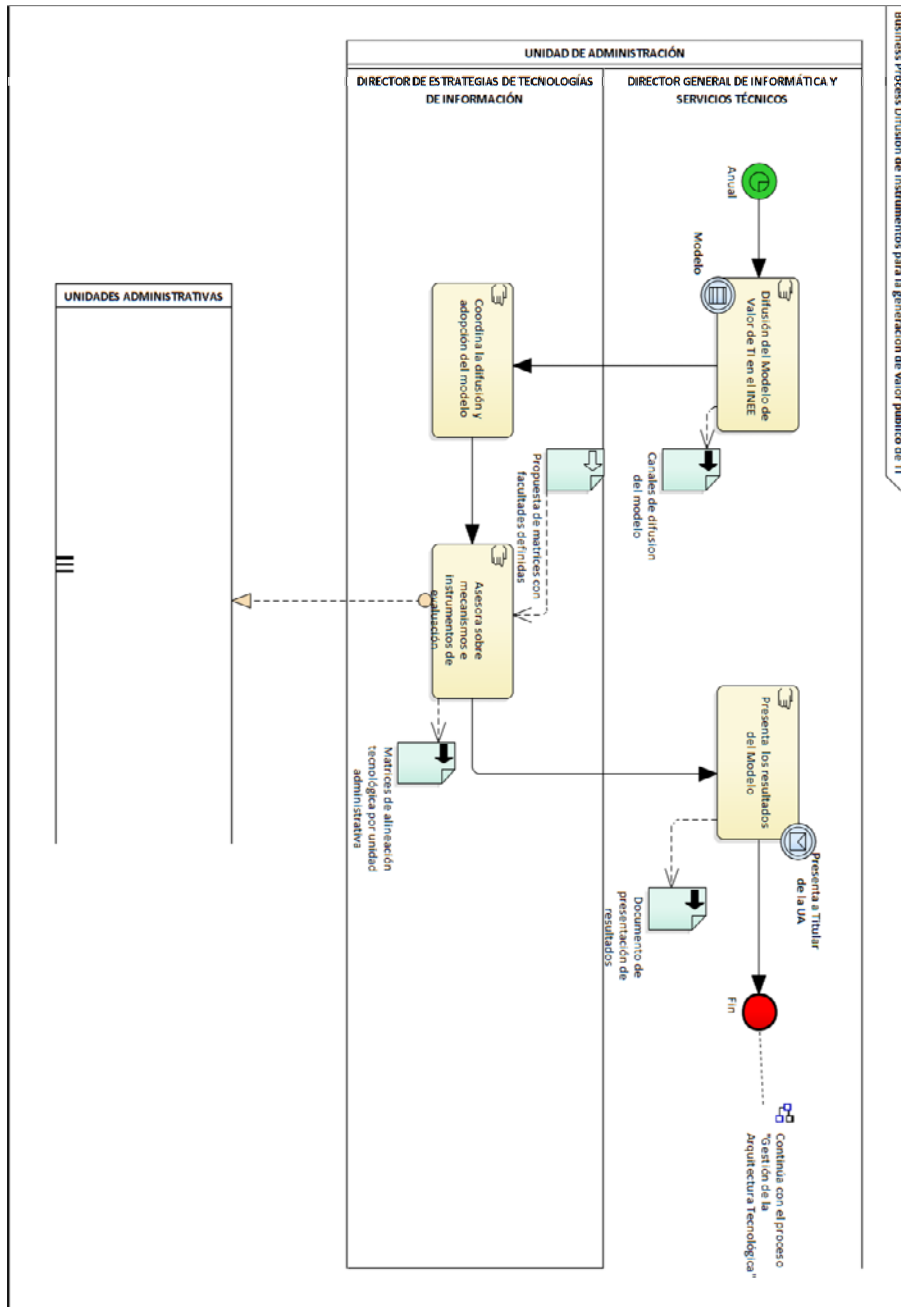 Business Process Difusión de instrumentos para la generación de valor público de TI
UNIDAD DE ADMINISTRACIÓN
DIRECTOR DE ESTRATEGIAS DE TECNOLOGÍAS
DE INFORMACIÓN
DIRECTOR GENERAL DE INFORMÁTICA Y
SERVICIOS TÉCNICOS
Anual
Modelo
Difusión del Modelo de
Valor de TI en el INEE
Canales de difusion
del modelo
Coordina la difusión y
adopción del modelo
Propuesta de matrices con
facultades definidas
Asesora sobre
mecanismos e
instrumentos de
evaluación
Matrices de alineación
tecnológica por unidad
administrativa
UNIDADES ADMINISTRATIVAS
Presenta los resultados
del Modelo
Presenta a Titular
de la UA
Documento de
presentación de
resultados
Fin
Continúa con el proceso
"Gestión de la
Arquitectura Tecnológica"